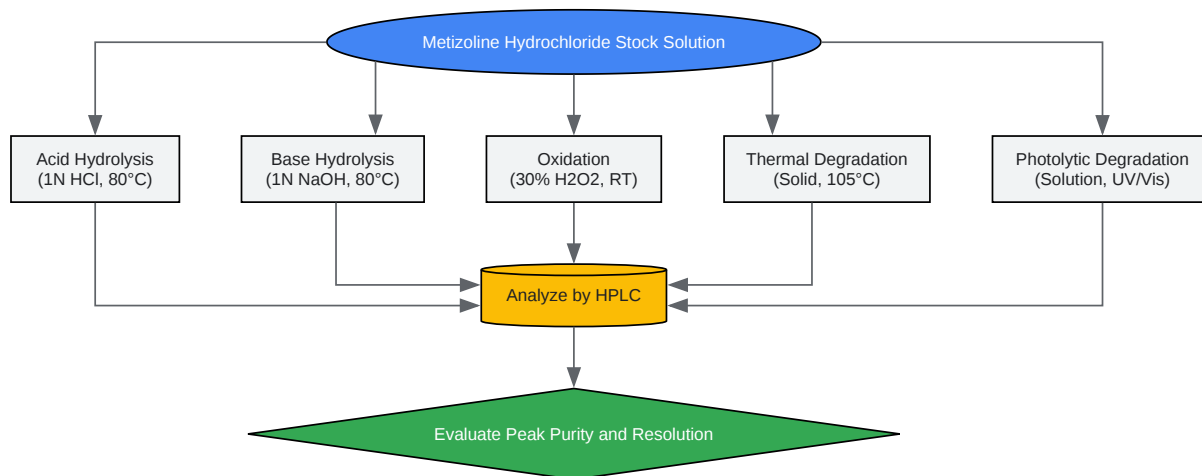 Metizoline Hydrochloride Stock Solution
Acid Hydrolysis
(1N HCl, 80°C)
Base Hydrolysis
(1N NaOH, 80°C)
Oxidation
(30% H2O2, RT)
Thermal Degradation
(Solid, 105°C)
Photolytic Degradation
(Solution, UV/Vis)
Analyze by HPLC
Evaluate Peak Purity and Resolution